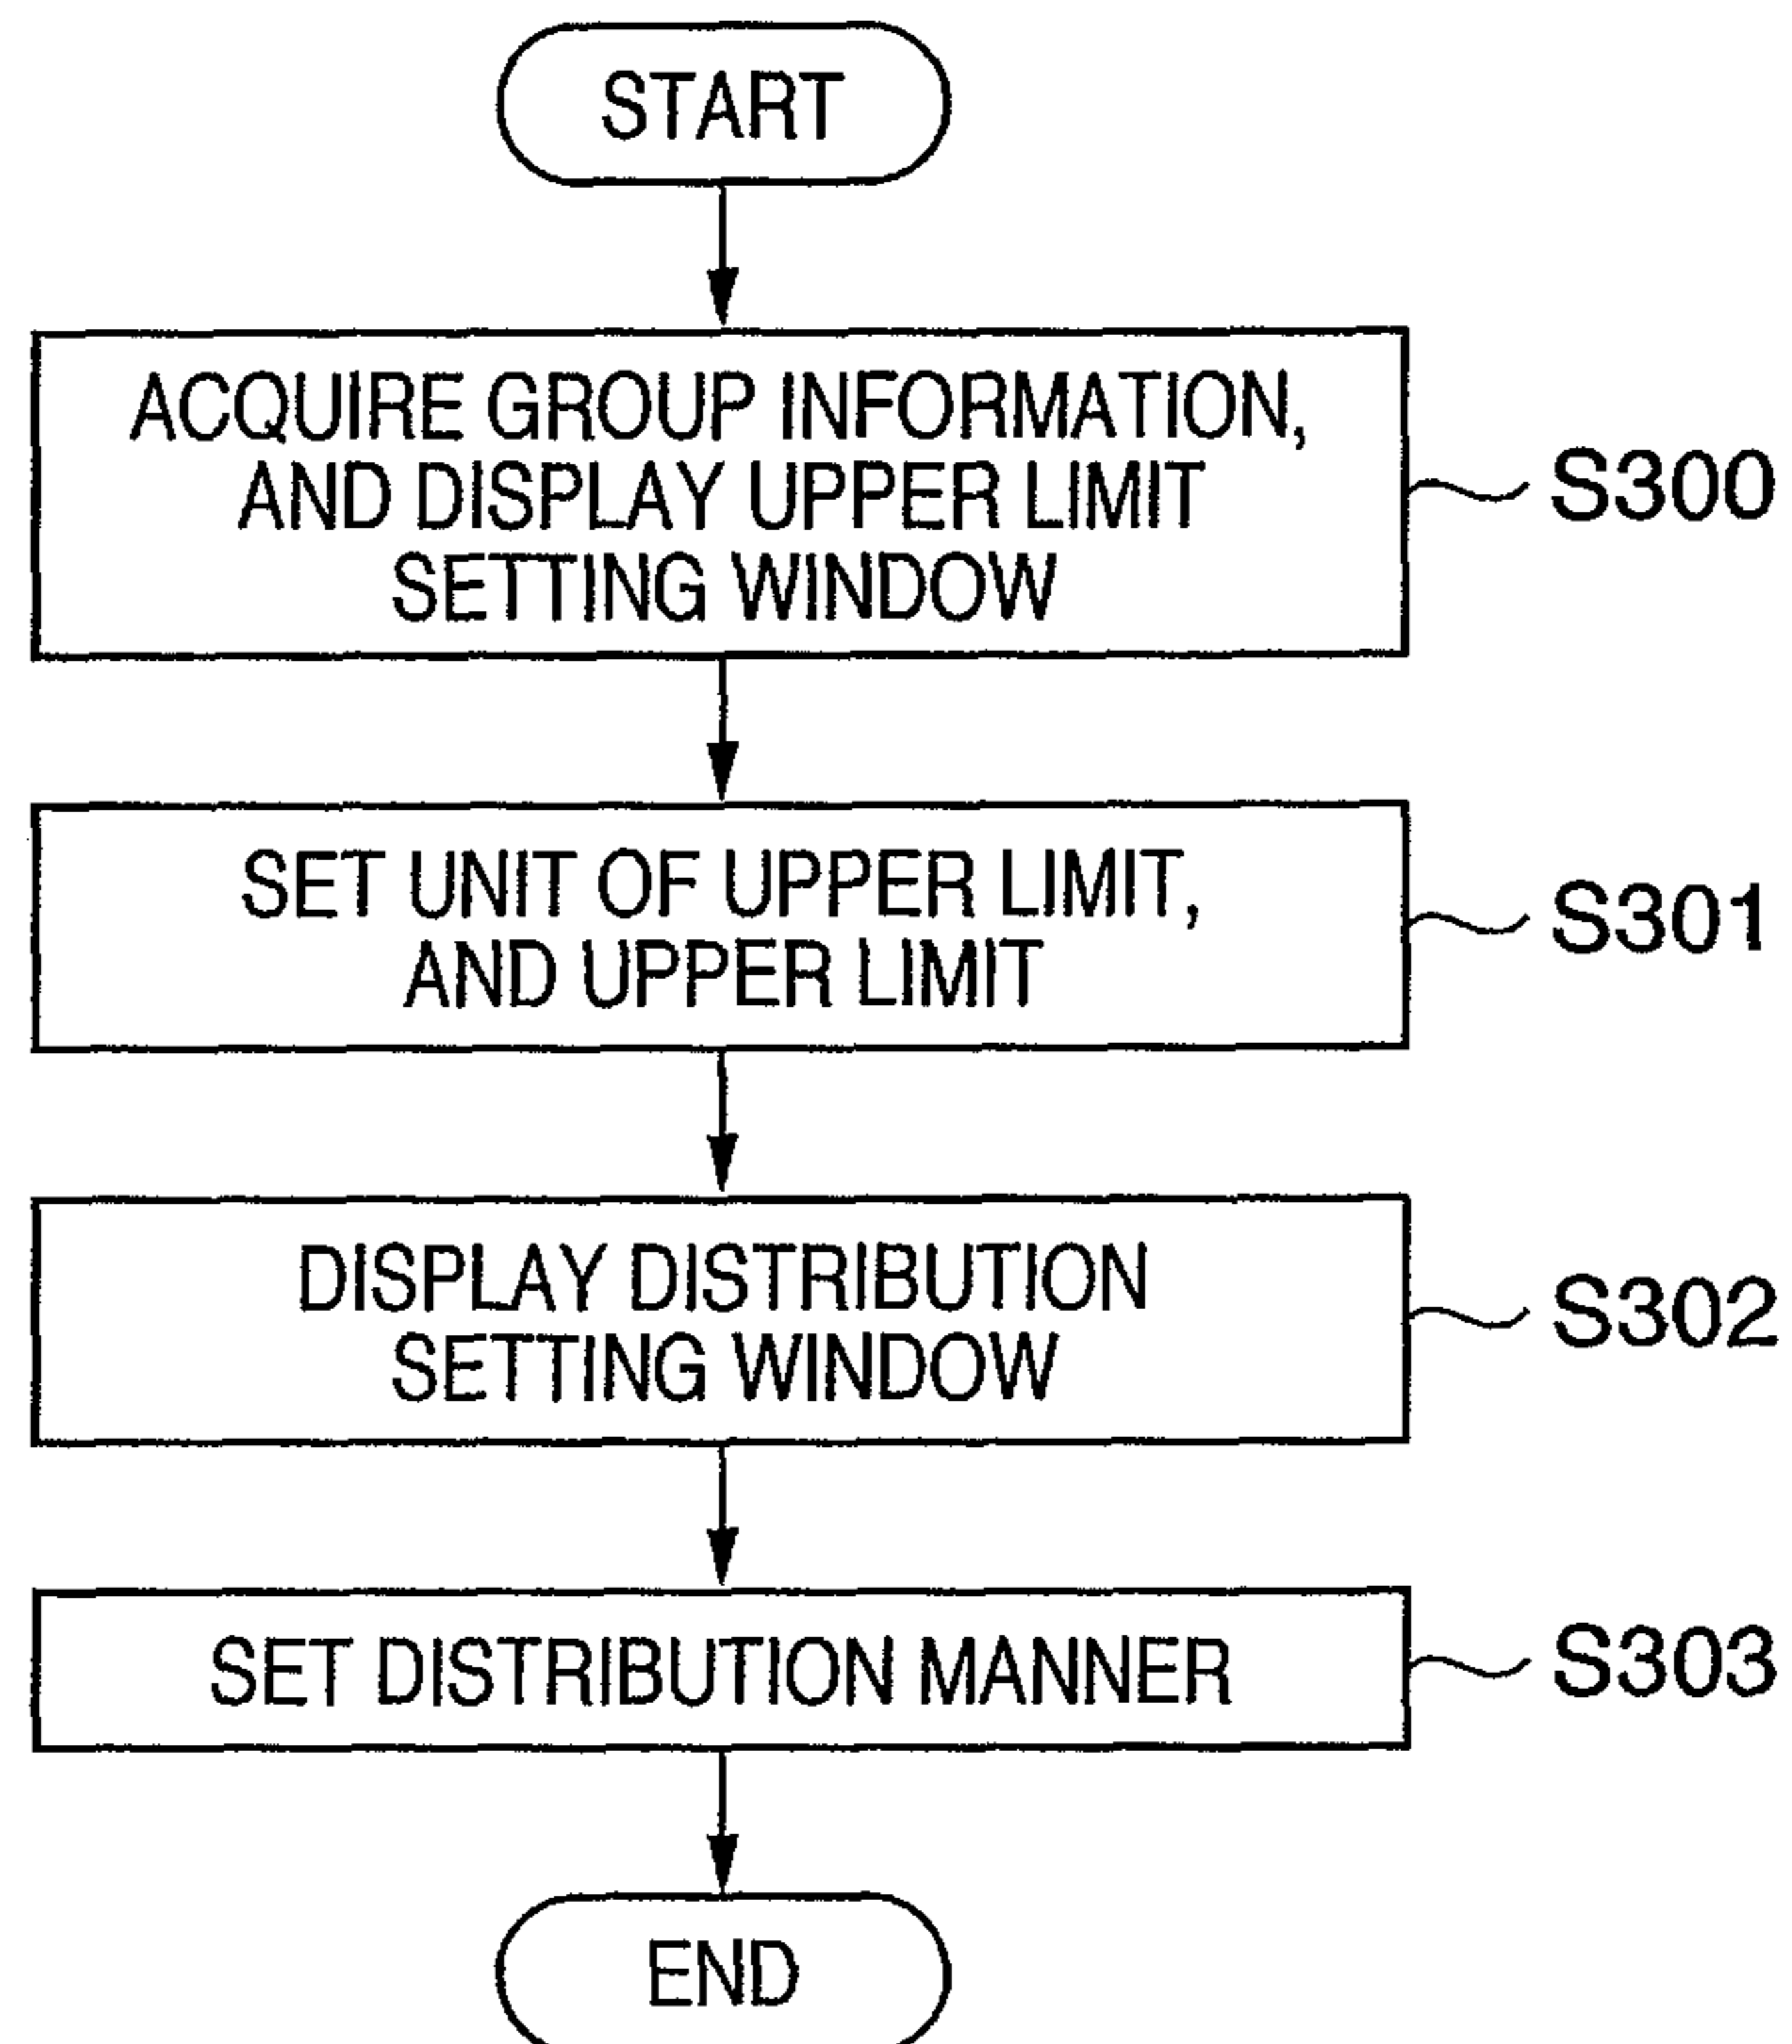 START
ACQUIRE GROUP INFORMATION,
AND DISPLAY UPPER LIMIT
SETTING WINDOW
S300
SET UNIT OF UPPER LIMIT,
AND UPPER LIMIT
S301
DISPLAY DISTRIBUTION
SETTING WINDOW
S302
SET DISTRIBUTION MANNER
S303
END